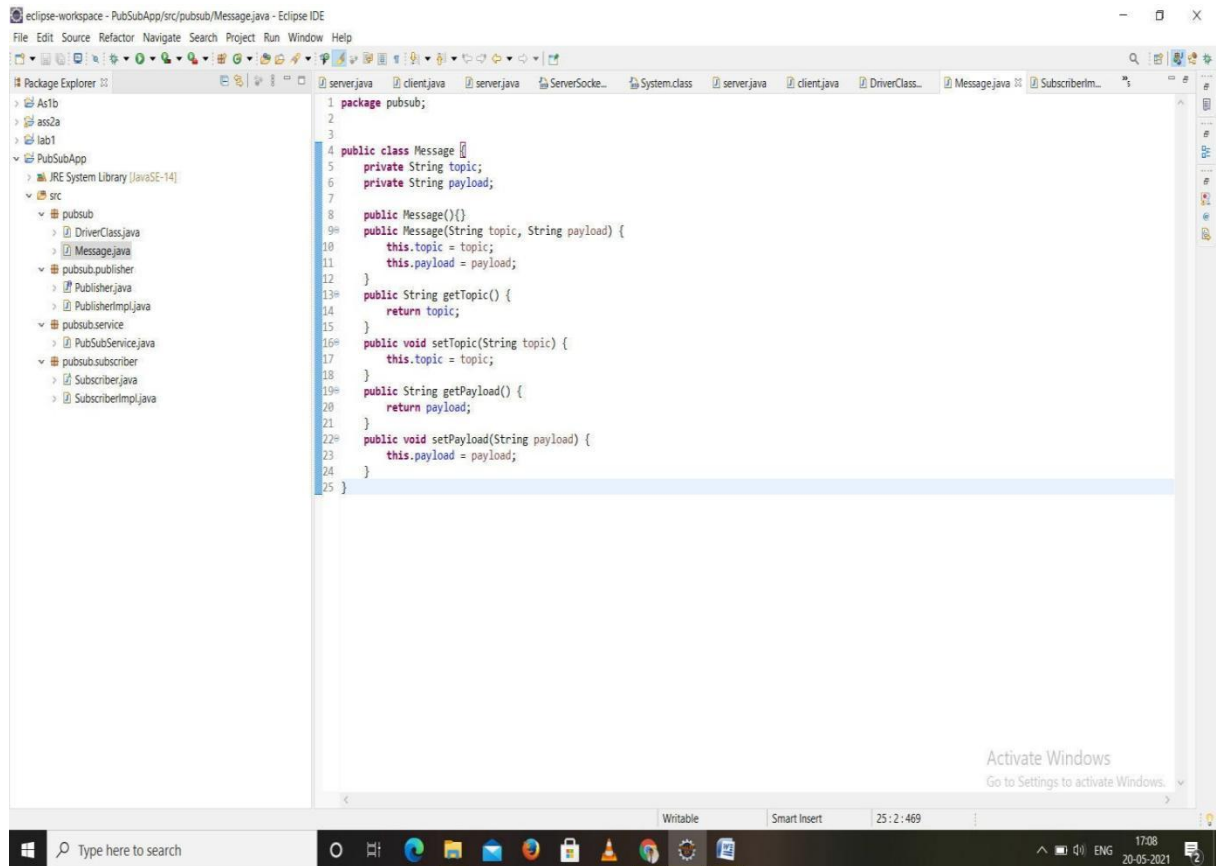 eclipse-workspace - PubSubApp/src/pubsub/Message.java - Eclipse IDE
File Edit Source Refactor Navigate Search Project Run Window Help
Package Explorer
server.java client.java server.java ServerSocke... System.class server.java client.java DriverClass... Message.java SubscriberIm...
As1b
ass2a
lab1
PubSubApp
JRE System Library [JavaSE-14]
src
pubsub
DriverClass.java
Message.java
pubsub.publisher
Publisher.java
PublisherImpl.java
pubsub.service
PubSubService.java
pubsub.subscriber
Subscriber.java
SubscriberImpl.java
1 package pubsub;
2
3
4 public class Message {
5 private String topic;
6 private String payload;
7
8 public Message(){}
9 public Message(String topic, String payload) {
10 this.topic = topic;
11 this.payload = payload;
12 }
13 public String getTopic() {
14 return topic;
15 }
16 public void setTopic(String topic) {
17 this.topic = topic;
18 }
19 public String getPayload() {
20 return payload;
21 }
22 public void setPayload(String payload) {
23 this.payload = payload;
24 }
25 }
Activate Windows
Go to Settings to activate Windows.
Writable Smart Insert 25 : 2 : 469
Type here to search
ENG
17:08
20-05-2021